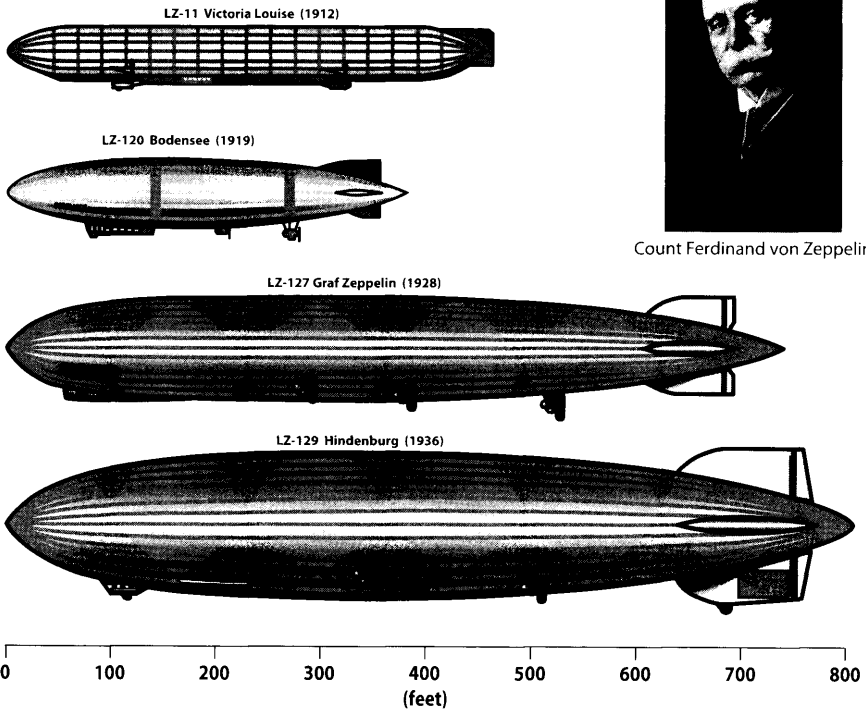 LZ-11 Victoria Louise (1912)
LZ-120 Bodensee (1919)
Count Ferdinand von Zeppelin
LZ-127 Graf Zeppelin (1928)
LZ-129 Hindenburg (1936)
0 100 200 300 400 500 600 700 800
(feet)